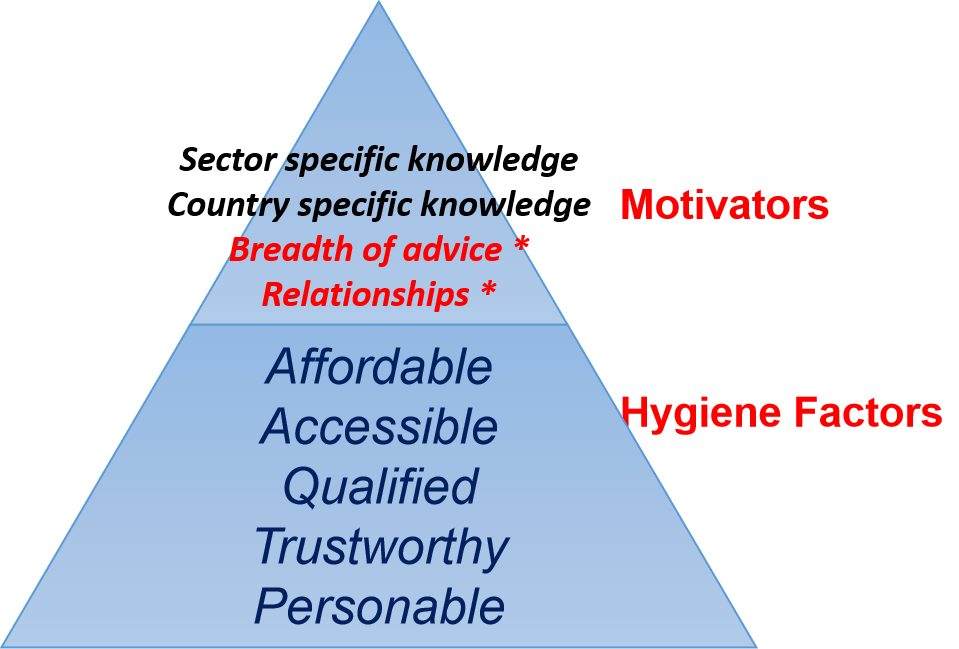 Sector specific knowledge
Country specific knowledge
Breadth of advice *
Relationships *
Motivators
Affordable
Accessible
Qualified
Trustworthy
Personable
Hygiene Factors